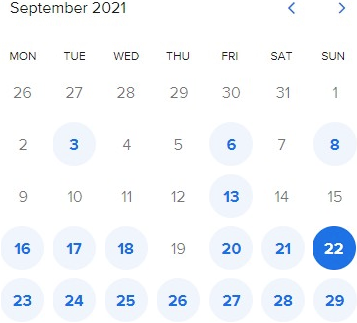 September 2021
MON TUE WED THU FRI SAT SUN
26 27 28 29 30 31 1
2 3 4 5 6 7 8
9 10 11 12 13 14 15
16 17 18 19 20 21 22
23 24 25 26 27 28 29